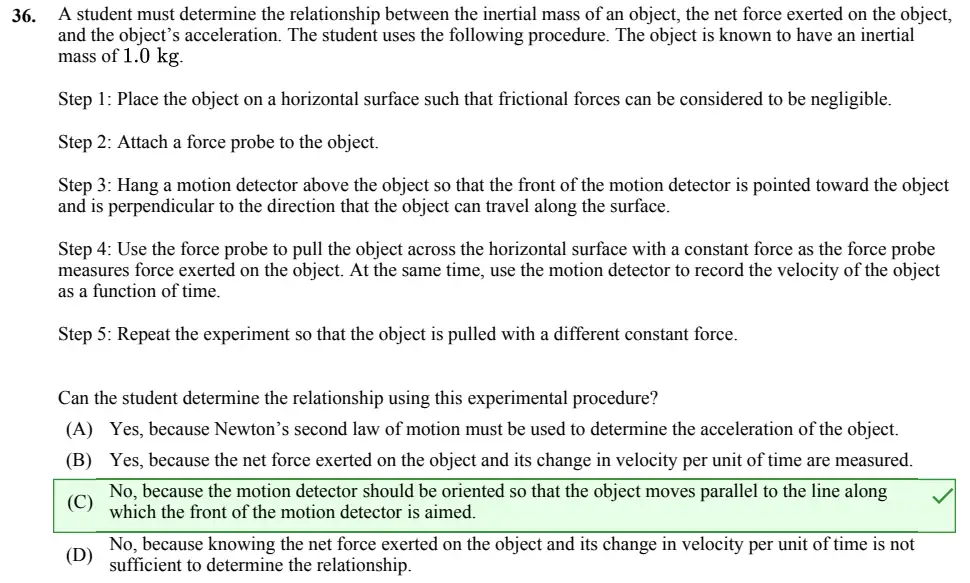 36. A student must determine the relationship between the inertial mass of an object, the net force exerted on the object,
and the object's acceleration. The student uses the following procedure. The object is known to have an inertial
mass of 1.0 kg.
Step 1: Place the object on a horizontal surface such that frictional forces can be considered to be negligible.
Step 2: Attach a force probe to the object.
Step 3: Hang a motion detector above the object so that the front of the motion detector is pointed toward the object
and is perpendicular to the direction that the object can travel along the surface.
Step 4: Use the force probe to pull the object across the horizontal surface with a constant force as the force probe
measures force exerted on the object. At the same time, use the motion detector to record the velocity of the object
as a function of time.
Step 5: Repeat the experiment so that the object is pulled with a different constant force.
Can the student determine the relationship using this experimental procedure?
(A) Yes, because Newton's second law of motion must be used to determine the acceleration of the object.
(B) Yes, because the net force exerted on the object and its change in velocity per unit of time are measured.
(C) No, because the motion detector should be oriented so that the object moves parallel to the line along
which the front of the motion detector is aimed.
(D) No, because knowing the net force exerted on the object and its change in velocity per unit of time is not
sufficient to determine the relationship.